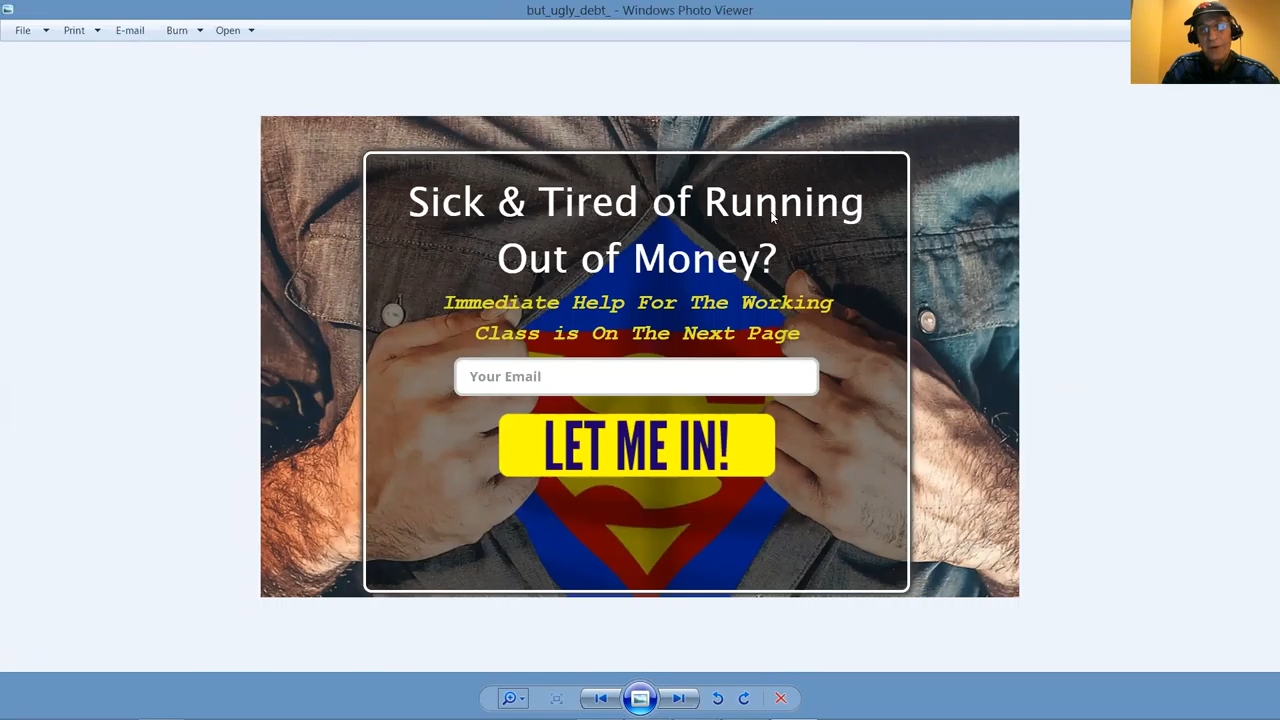 but_ugly_debt_ - Windows Photo Viewer
File Print E-mail Burn Open
Sick & Tired of Running
Out of Money?
Immediate Help For The Working
Class is On The Next Page
Your Email
LET ME IN!